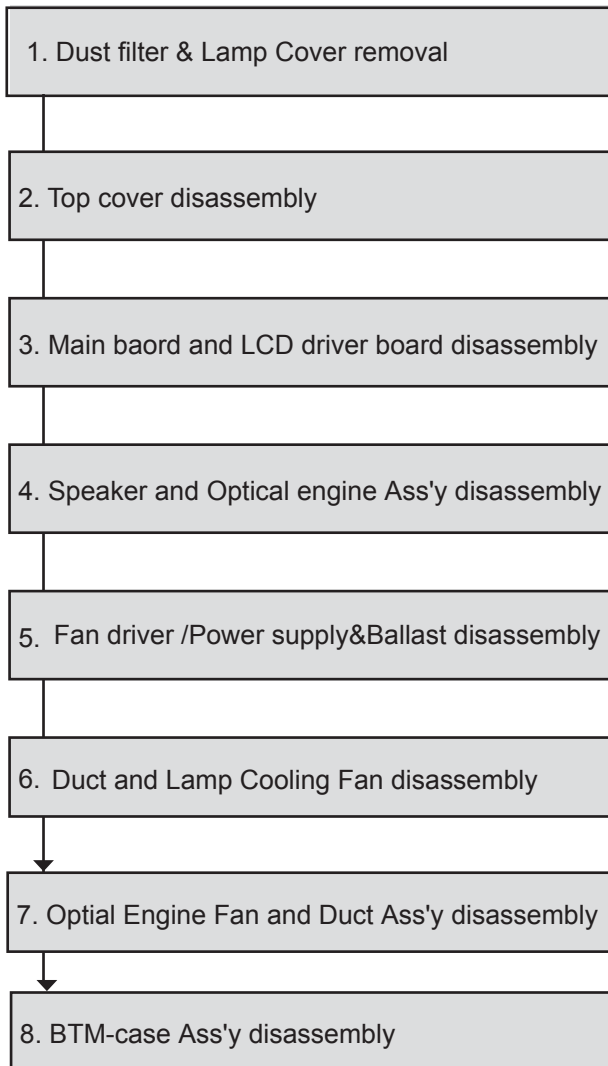 1. Dust filter & Lamp Cover removal
2. Top cover disassembly
3. Main baord and LCD driver board disassembly
4. Speaker and Optical engine Ass'y disassembly
5. Fan driver /Power supply&Ballast disassembly
6. Duct and Lamp Cooling Fan disassembly
7. Optial Engine Fan and Duct Ass'y disassembly
8. BTM-case Ass'y disassembly